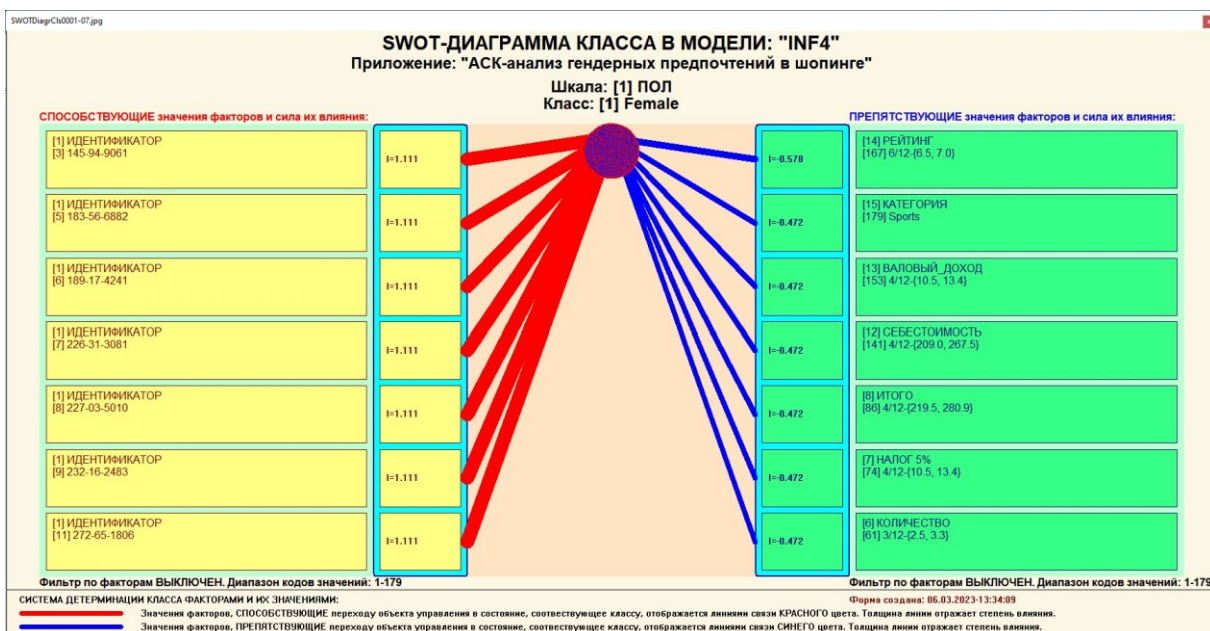 SWOTDiagrCls0001-07.jpg
SWOT-ДИАГРАММА КЛАССА В МОДЕЛИ: "INF4"
Приложение: "АСК-анализ гендерных предпочтений в шопинге"
Шкала: [1] ПОЛ
Класс: [1] Female
СПОСОБСТВУЮЩИЕ значения факторов и сила их влияния:
[1] ИДЕНТИФИКАТОР
[3] 145-94-9061
I=1.111
[1] ИДЕНТИФИКАТОР
[5] 183-56-6882
I=1.111
[1] ИДЕНТИФИКАТОР
[6] 189-17-4241
I=1.111
[1] ИДЕНТИФИКАТОР
[7] 226-31-3081
I=1.111
[1] ИДЕНТИФИКАТОР
[8] 227-03-5010
I=1.111
[1] ИДЕНТИФИКАТОР
[9] 232-16-2483
I=1.111
[1] ИДЕНТИФИКАТОР
[11] 272-65-1806
I=1.111
Фильтр по факторам ВЫКЛЮЧЕН. Диапазон кодов значений: 1-179
ПРЕПЯТСТВУЮЩИЕ значения факторов и сила их влияния:
I=-0.578
[14] РЕЙТИНГ
[167] 6/12-{6.5, 7.0}
I=-0.472
[15] КАТЕГОРИЯ
[179] Sports
I=-0.472
[13] ВАЛОВЫЙ_ДОХОД
[153] 4/12-{10.5, 13.4}
I=-0.472
[12] СЕБЕСТОИМОСТЬ
[141] 4/12-{209.0, 267.5}
I=-0.472
[8] ИТОГО
[86] 4/12-{219.5, 280.9}
I=-0.472
[7] НАЛОГ 5%
[74] 4/12-{10.5, 13.4}
I=-0.472
[6] КОЛИЧЕСТВО
[61] 3/12-{2.5, 3.3}
Фильтр по факторам ВЫКЛЮЧЕН. Диапазон кодов значений: 1-179
СИСТЕМА ДЕТЕРМИНАЦИИ КЛАССА ФАКТОРАМИ И ИХ ЗНАЧЕНИЯМИ:
Форма создана: 06.03.2023-13:34:09
Значения факторов, СПОСОБСТВУЮЩИЕ переходу объекта управления в состояние, соотвествующее классу, отображается линиями связи КРАСНОГО цвета. Толщина линии отражает степень влияния.
Значения факторов, ПРЕПЯТСТВУЮЩИЕ переходу объекта управления в состояние, соотвествующее классу, отображается линиями связи СИНЕГО цвета. Толщина линии отражает степень влияния.